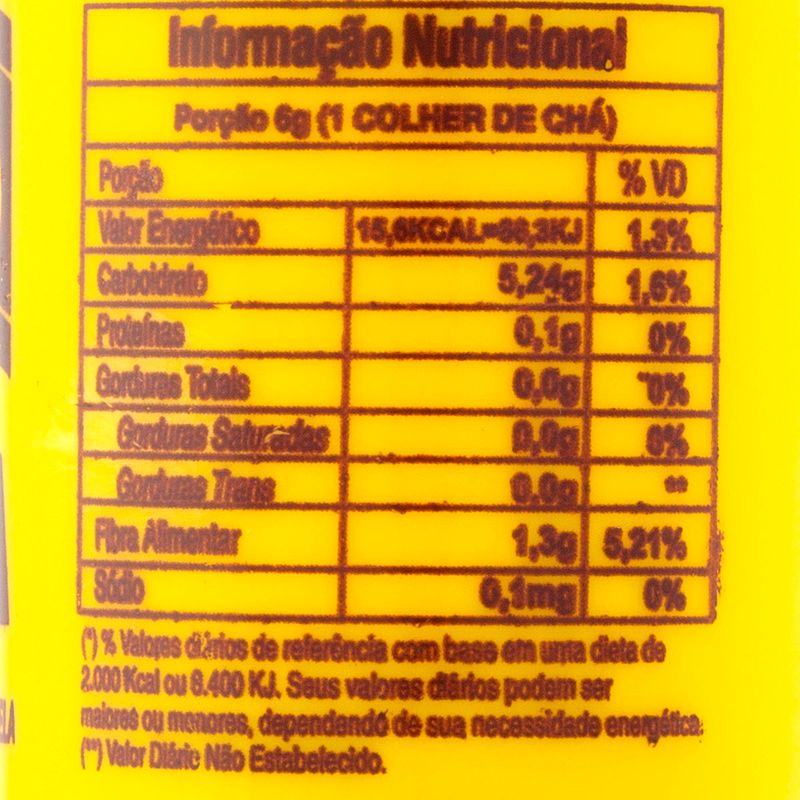 Informação Nutricional
Porção 6g (1 COLHER DE CHÁ)
Porção % VD
Valor Energético 1,3%
Carboidrato 5,24g 1,6%
Proteínas 0,1g 0%
Gorduras Totais 0,0g 0%
Gorduras Saturadas 0,0g 0%
Gorduras Trans 0.0g **
Fibra Alimentar 1,3g 5,21%
Sódio 0,1mg 0%
(*) % Valores diários de referência com base em uma dieta de
2.000 Kcal ou 8.400 KJ. Seus valores diários podem ser
maiores ou menores, dependendo de sua necessidade energética.
(**) Valor Diário Não Estabelecido.